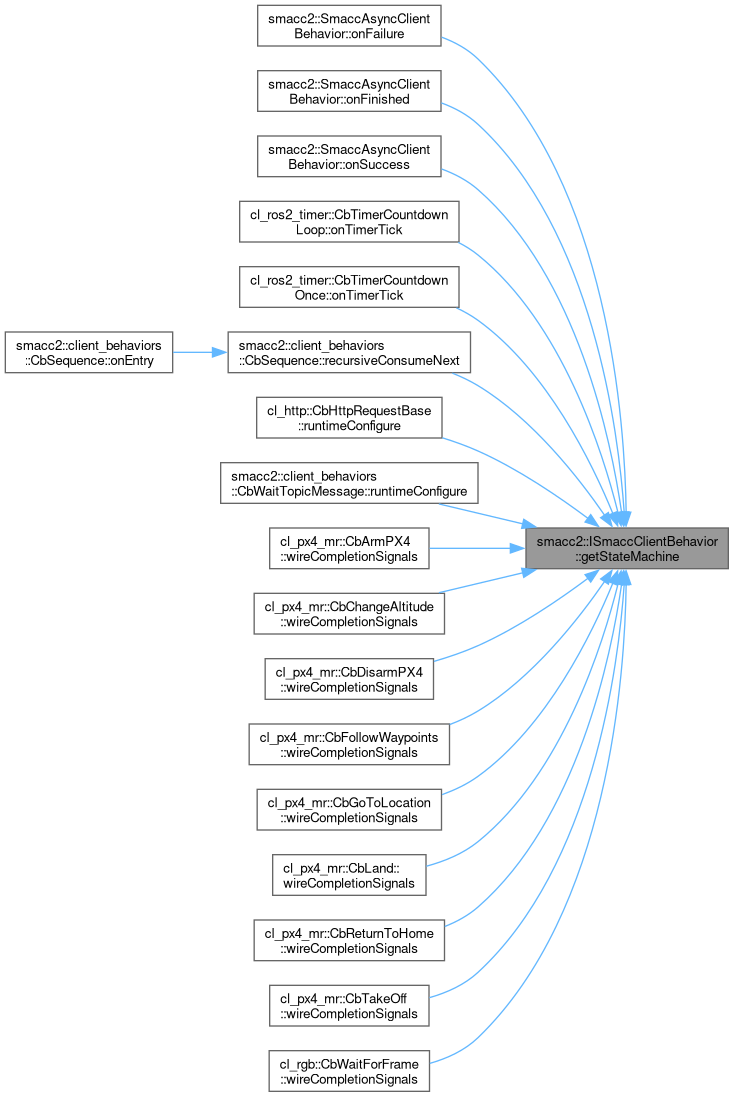 smacc2::SmaccAsyncClient
Behavior::onFailure
smacc2::SmaccAsyncClient
Behavior::onFinished
smacc2::SmaccAsyncClient
Behavior::onSuccess
cl_ros2_timer::CbTimerCountdown
Loop::onTimerTick
cl_ros2_timer::CbTimerCountdown
Once::onTimerTick
smacc2::client_behaviors
::CbSequence::onEntry
smacc2::client_behaviors
::CbSequence::recursiveConsumeNext
cl_http::CbHttpRequestBase
::runtimeConfigure
smacc2::client_behaviors
::CbWaitTopicMessage::runtimeConfigure
smacc2::ISmaccClientBehavior
::getStateMachine
cl_px4_mr::CbArmPX4
::wireCompletionSignals
cl_px4_mr::CbChangeAltitude
::wireCompletionSignals
cl_px4_mr::CbDisarmPX4
::wireCompletionSignals
cl_px4_mr::CbFollowWaypoints
::wireCompletionSignals
cl_px4_mr::CbGoToLocation
::wireCompletionSignals
cl_px4_mr::CbLand::
wireCompletionSignals
cl_px4_mr::CbReturnToHome
::wireCompletionSignals
cl_px4_mr::CbTakeOff
::wireCompletionSignals
cl_rgb::CbWaitForFrame
::wireCompletionSignals